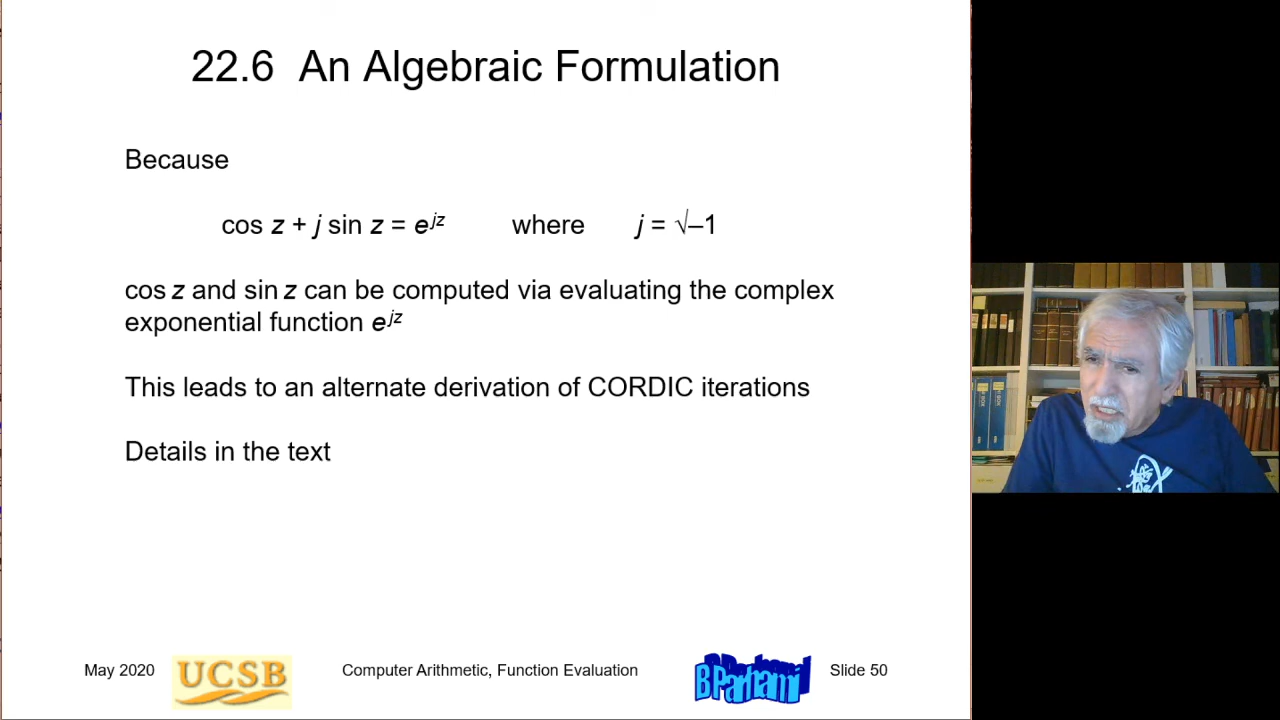 22.6 An Algebraic Formulation
Because
cos z + j sin z = e^jz where j = √–1
cos z and sin z can be computed via evaluating the complex
exponential function e^jz
This leads to an alternate derivation of CORDIC iterations
Details in the text
May 2020 UCSB Computer Arithmetic, Function Evaluation B Parhami Slide 50